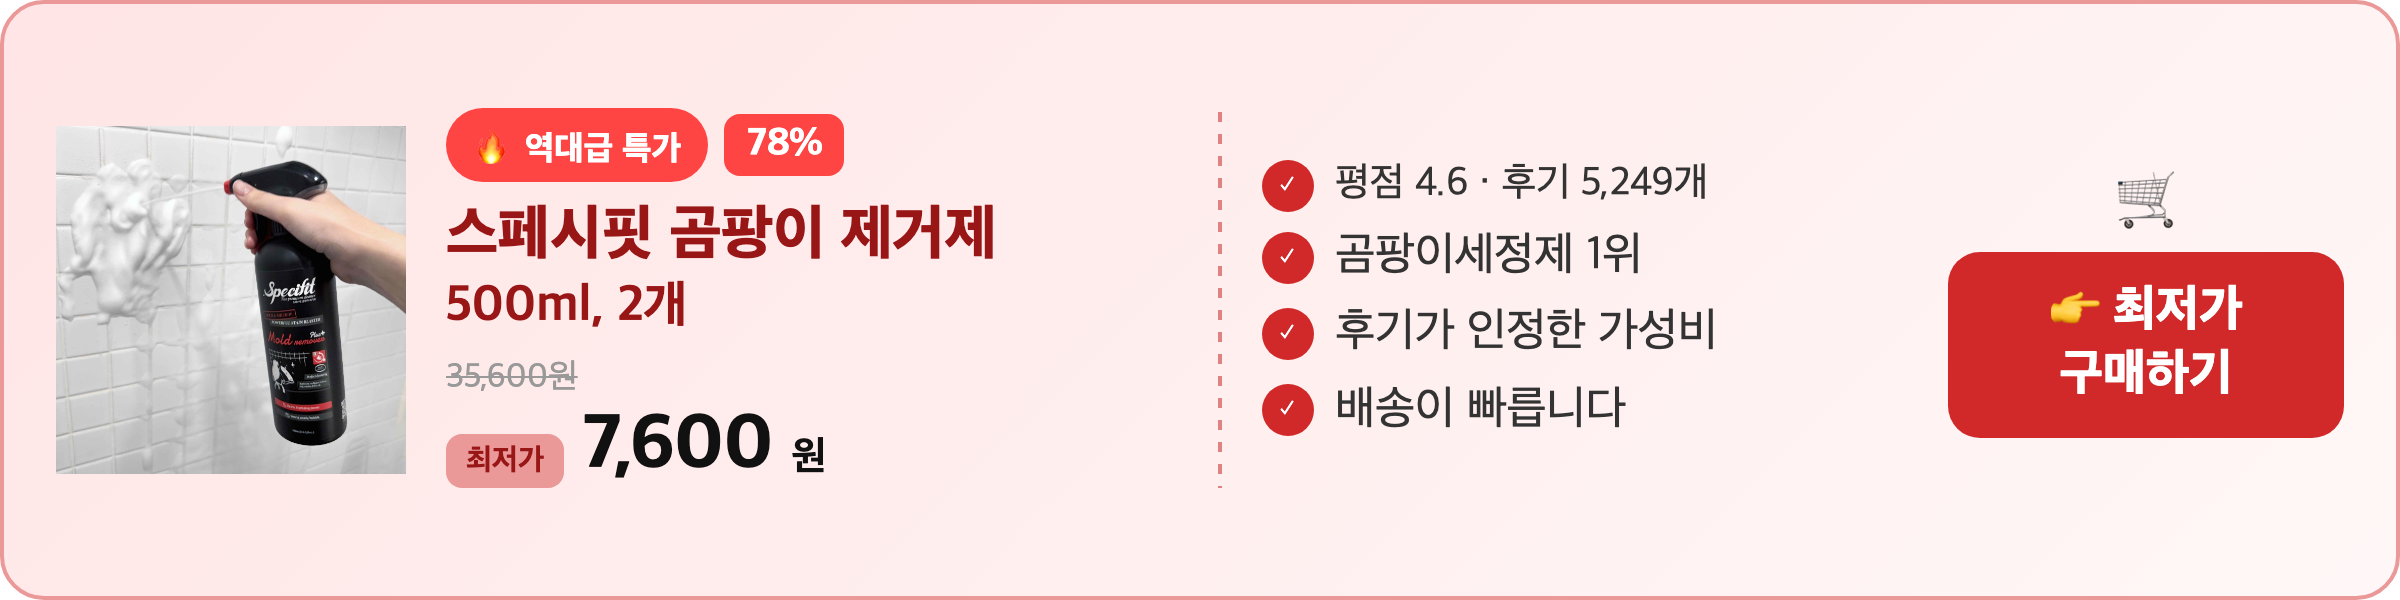 역대급 특가
78%
스페시핏 곰팡이 제거제
500ml, 2개
35,600원
최저가 7,600 원
평점 4.6 · 후기 5,249개
곰팡이세정제 1위
후기가 인정한 가성비
배송이 빠릅니다
최저가
구매하기
Specifit
Mold remover
Plus+